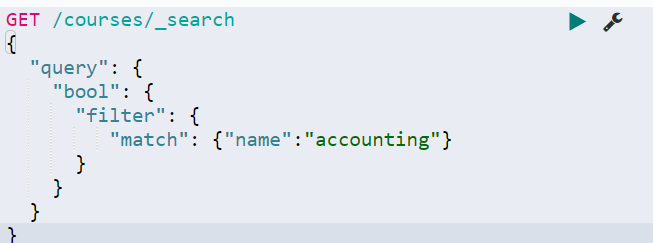 GET /courses/_search
{
"query": {
"bool": {
"filter": {
"match": {"name":"accounting"}
}
}
}
}